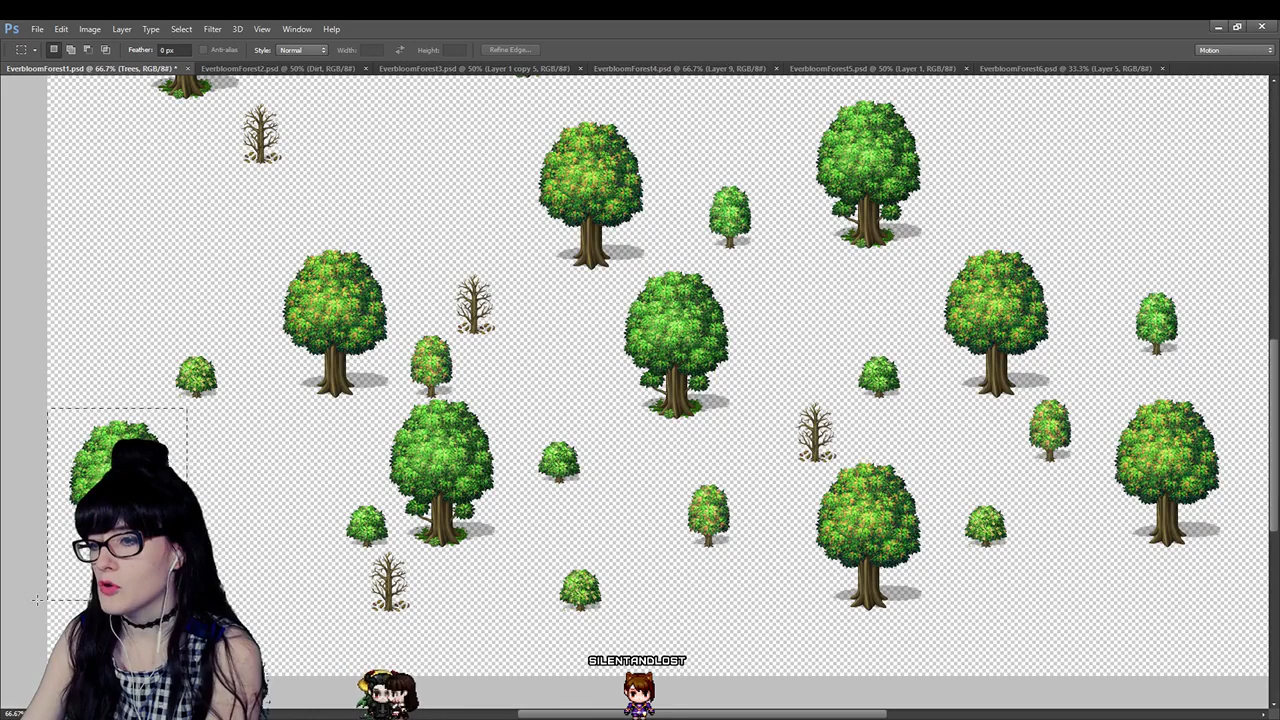 Ps File Edit Image Layer Type Select Filter 3D View Window Help
Feather: 0 px Anti-alias Style: Normal Width: Height: Refine Edge... Motion
EverbloomForest1.psd @ 66.7% (Trees, RGB/8#) * × EverbloomForest2.psd @ 50% (Dirt, RGB/8#) × EverbloomForest3.psd @ 50% (Layer 1 copy 5, RGB/8#) × EverbloomForest4.psd @ 66.7% (Layer 9, RGB/8#) × EverbloomForest5.psd @ 50% (Layer 1, RGB/8#) × EverbloomForest6.psd @ 33.3% (Layer 5, RGB/8#) ×
SILENTANDLOST